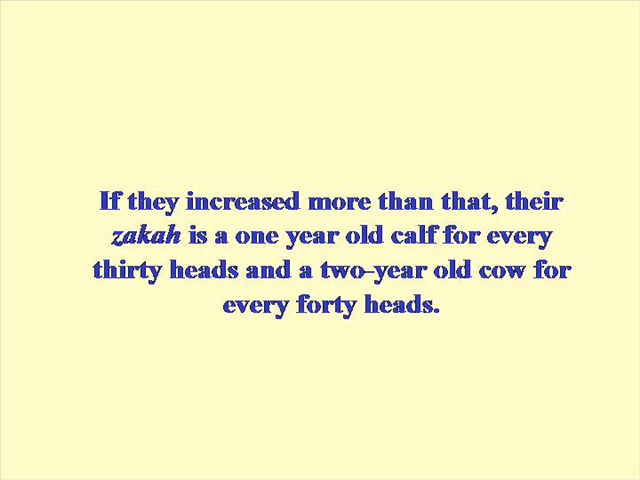 If they increased more than that, their
zakah is a one year old calf for every
thirty heads and a two-year old cow for
every forty heads.